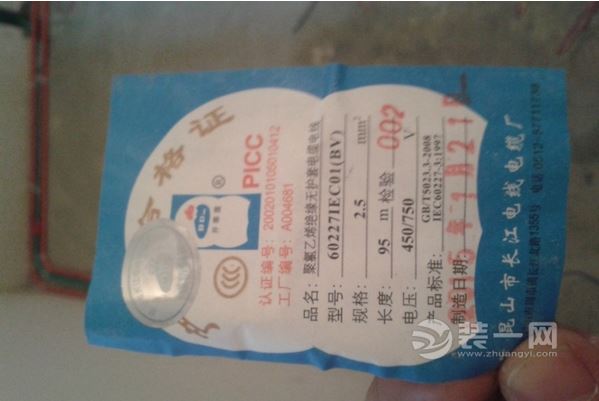 合格证
PICC
认证编号: 2002010105010412
工厂编号: A004681
品名: 聚氯乙烯绝缘无护套电缆电线
型号: 60227IEC01(BV)
规格: 2.5 mm²
长度: 95 m 检验 002
电压: 450/750 V
产品标准: GB/T5023.3-2008
IEC60227-3:1997
制造日期:
昆山市长江电线电缆厂
装一网
www.zhuangyi.com